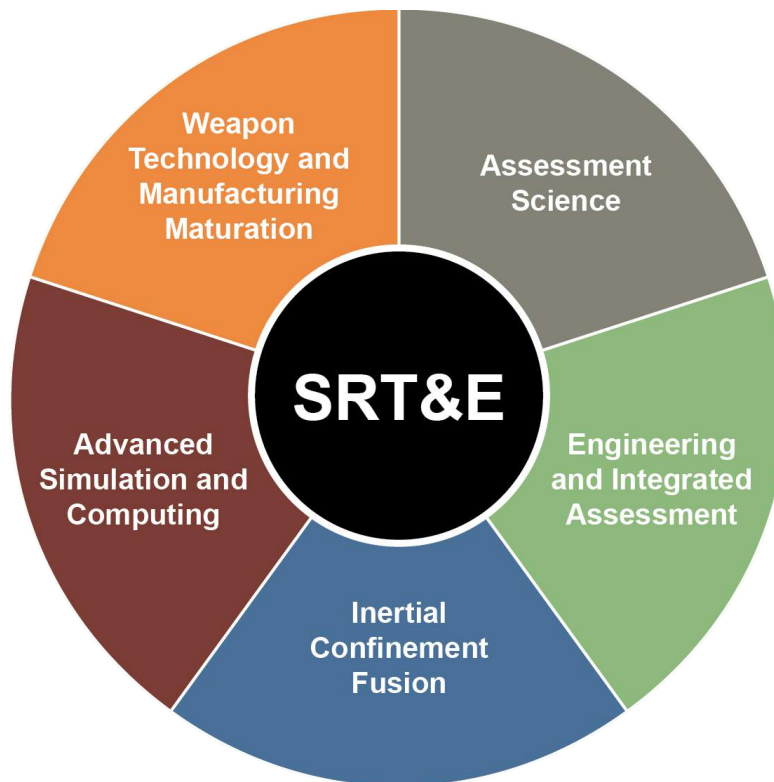 Weapon
Technology and
Manufacturing
Maturation
Assessment
Science
SRT&E
Advanced
Simulation and
Computing
Engineering
and Integrated
Assessment
Inertial
Confinement
Fusion